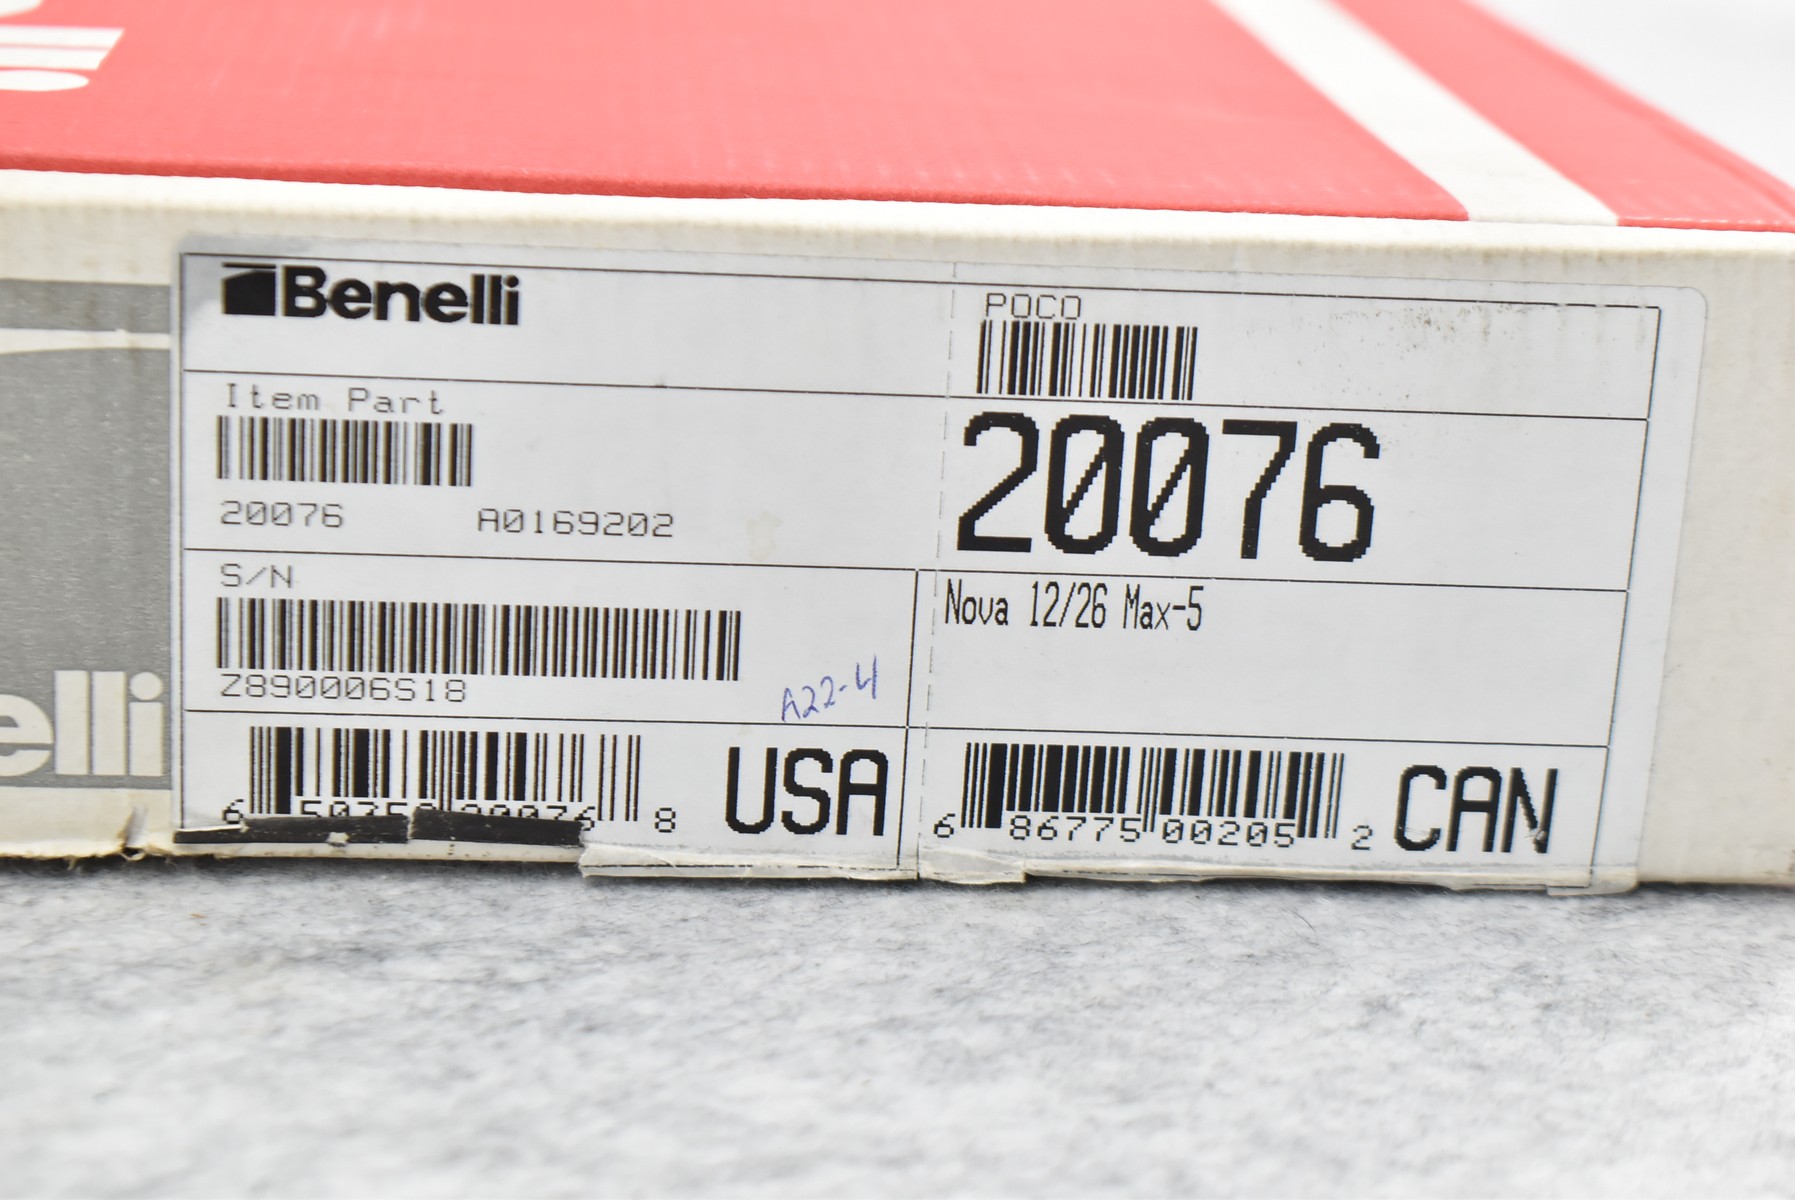 Benelli
POCO
Item Part
20076 A0169202
20076
S/N
Z890006S18
A22-4
Nova 12/26 Max-5
USA
6 86775 00205 2
CAN
elli